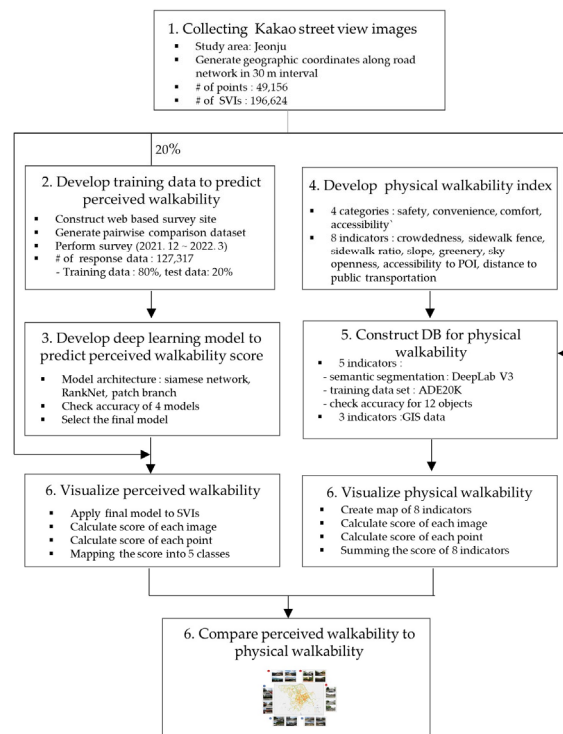 1. Collecting Kakao street view images
▪ Study area: Jeonju
▪ Generate geographic coordinates along road
network in 30 m interval
▪ # of points : 49,156
▪ # of SVIs : 196,624
20%
2. Develop training data to predict
perceived walkability
▪ Construct web based survey site
▪ Generate pairwise comparison dataset
▪ Perform survey (2021. 12 ~ 2022. 3)
▪ # of response data : 127,317
- Training data : 80%, test data: 20%
3. Develop deep learning model to
predict perceived walkability score
▪ Model architecture : siamese network,
RankNet, patch branch
▪ Check accuracy of 4 models
▪ Select the final model
6. Visualize perceived walkability
▪ Apply final model to SVIs
▪ Calculate score of each image
▪ Calculate score of each point
▪ Mapping the score into 5 classes
4. Develop physical walkability index
▪ 4 categories : safety, convenience, comfort,
accessibility`
▪ 8 indicators : crowdedness, sidewalk fence,
sidewalk ratio, slope, greenery, sky
openness, accessibility to POI, distance to
public transportation
5. Construct DB for physical
walkability
▪ 5 indicators
- semantic segmentation : DeepLab V3
- training data set : ADE20K
- check accuracy for 12 objects
▪ 3 indicators :GIS data
6. Visualize physical walkability
▪ Create map of 8 indicators
▪ Calculate score of each image
▪ Calculate score of each point
▪ Summing the score of 8 indicators
6. Compare perceived walkability to
physical walkability